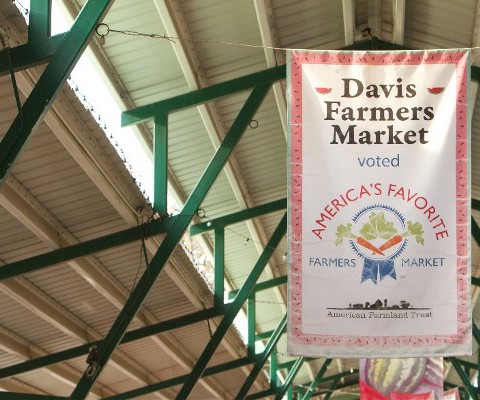 Davis
Farmers
Market
voted
AMERICA'S FAVORITE
FARMERS MARKET
American Farmland Trust